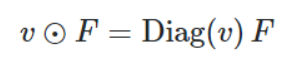 v ⊙ F = Diag(v) F